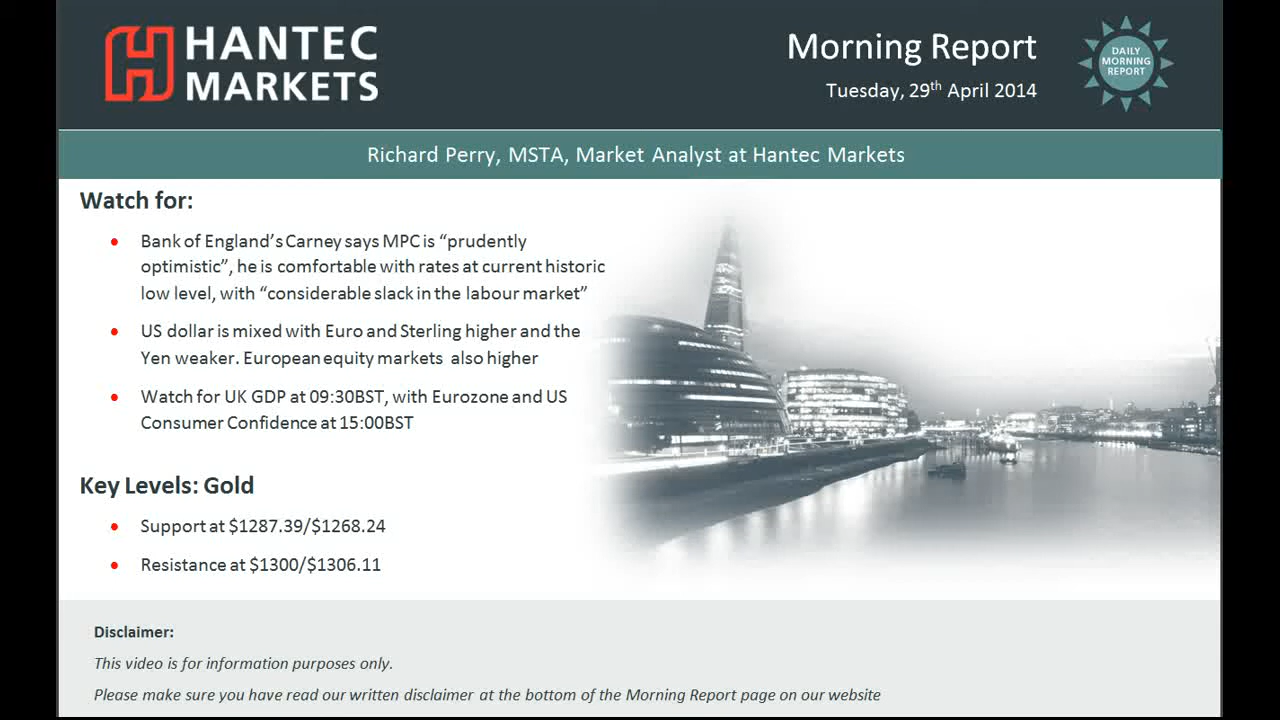 HANTEC
MARKETS
Morning Report
Tuesday, 29th April 2014
DAILY
MORNING
REPORT
Richard Perry, MSTA, Market Analyst at Hantec Markets
Watch for:
Bank of England's Carney says MPC is “prudently
optimistic”, he is comfortable with rates at current historic
low level, with “considerable slack in the labour market”
US dollar is mixed with Euro and Sterling higher and the
Yen weaker. European equity markets also higher
Watch for UK GDP at 09:30BST, with Eurozone and US
Consumer Confidence at 15:00BST
Key Levels: Gold
Support at $1287.39/$1268.24
Resistance at $1300/$1306.11
Disclaimer:
This video is for information purposes only.
Please make sure you have read our written disclaimer at the bottom of the Morning Report page on our website